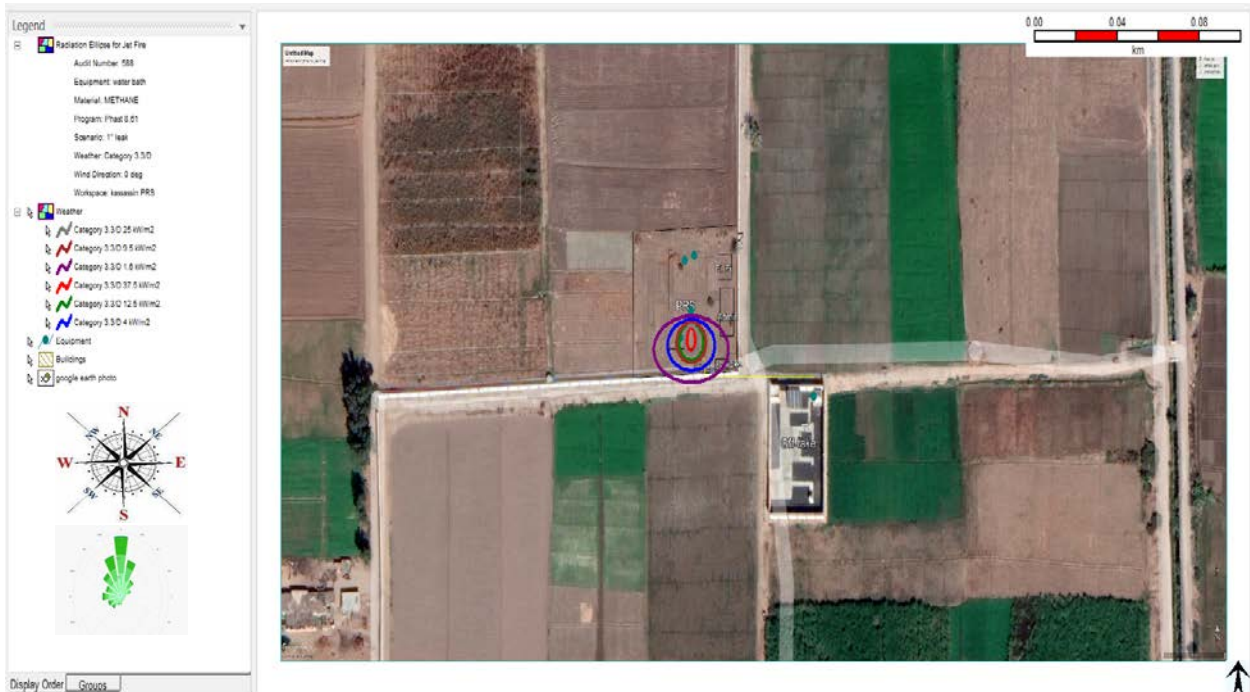 Legend
Radiation Ellipse for Jet Fire
Audit Number: 588
Equipment: water bath
Material: METHANE
Program: Phast 8.61
Scenario: 1" leak
Weather: Category 3.3/D
Wind Direction: 0 deg
Workspace: kassassin PRS
Weather
Category 3.3/D 25 kW/m2
Category 3.3/D 9.5 kW/m2
Category 3.3/D 1.6 kW/m2
Category 3.3/D 37.5 kW/m2
Category 3.3/D 12.5 kW/m2
Category 3.3/D 4 kW/m2
Equipment
Buildings
google earth photo
N
NW
NE
W
E
SW
SE
S
Display Order
Groups
0.00 0.04 0.08
km
Untitled Map
PRS